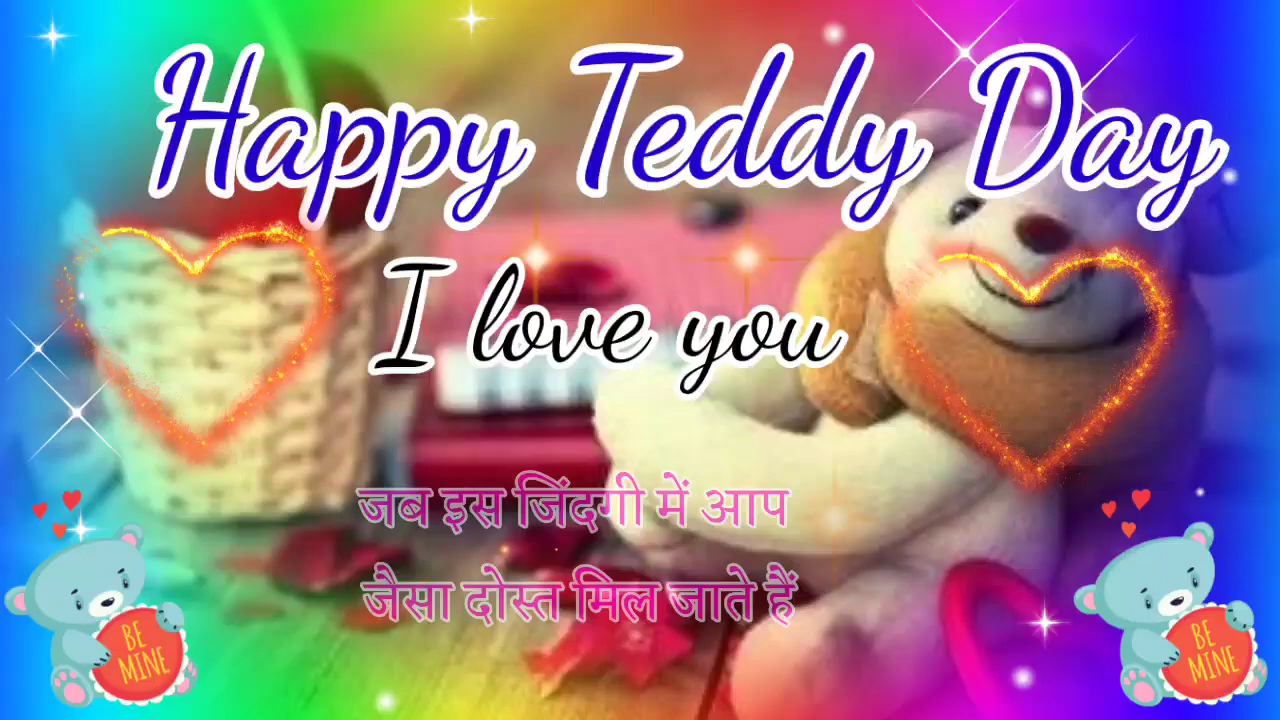 Happy Teddy Day
I love you
जब इस जिंदगी में आप
जैसा दोस्त मिल जाते हैं
BE
MINE
BE
MINE